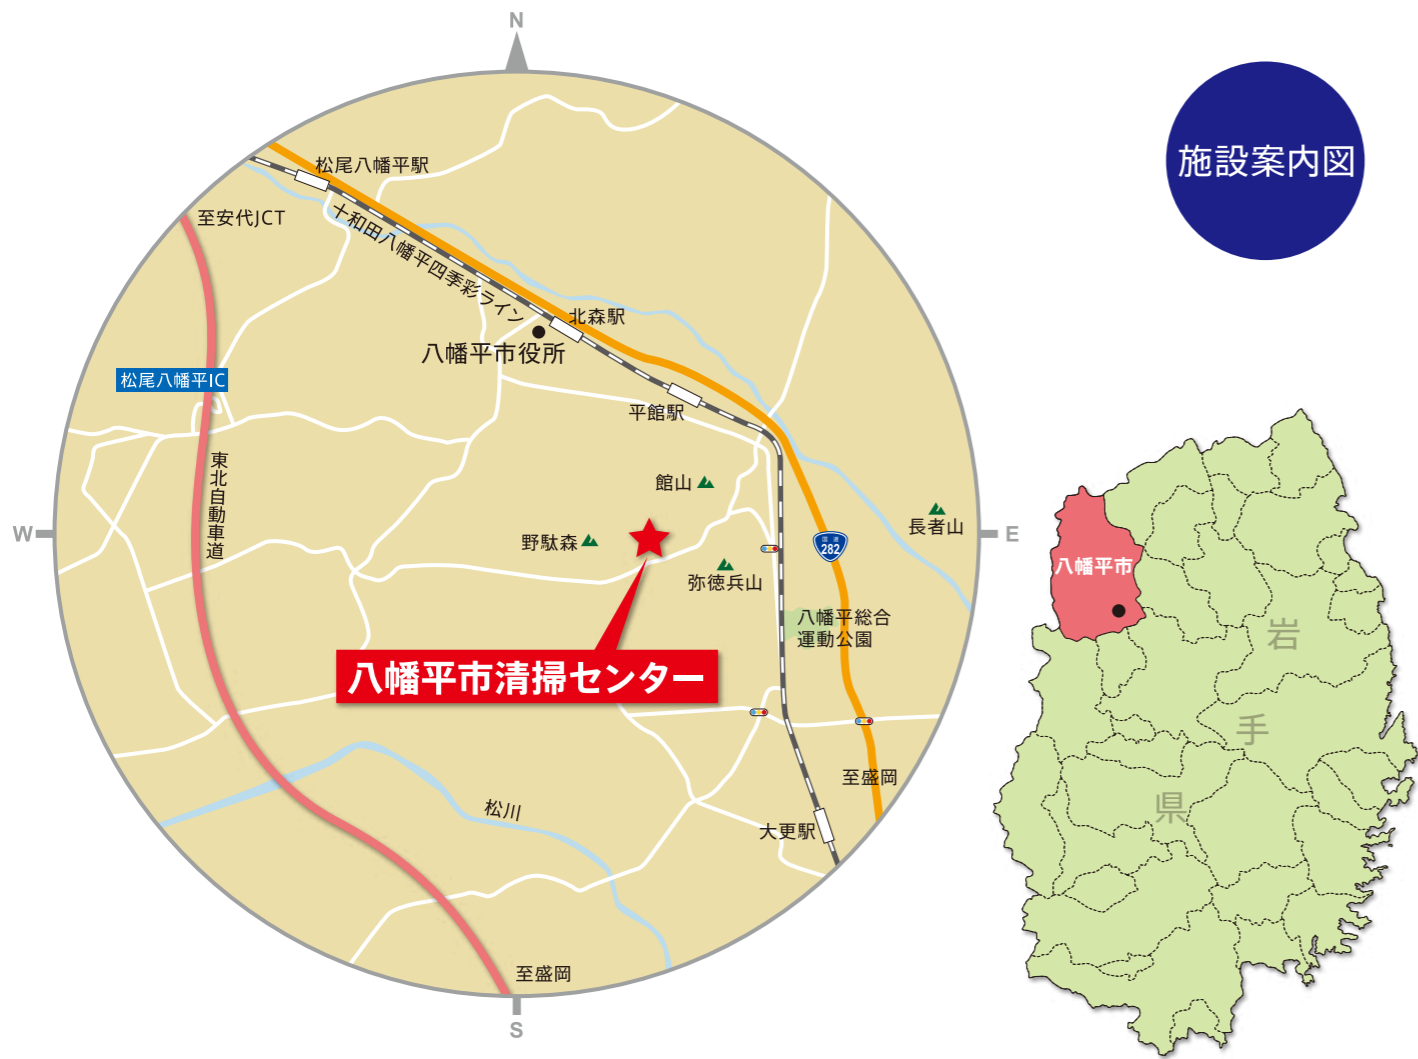 N
施設案内図
松尾八幡平駅
至安代JCT
十和田八幡平四季彩ライン
北森駅
八幡平市役所
松尾八幡平IC
平館駅
東北自動車道
館山
長者山
W
野駄森
国道
282
E
弥徳兵山
八幡平市
八幡平総合
運動公園
岩
手
県
八幡平市清掃センター
至盛岡
松川
大更駅
至盛岡
S